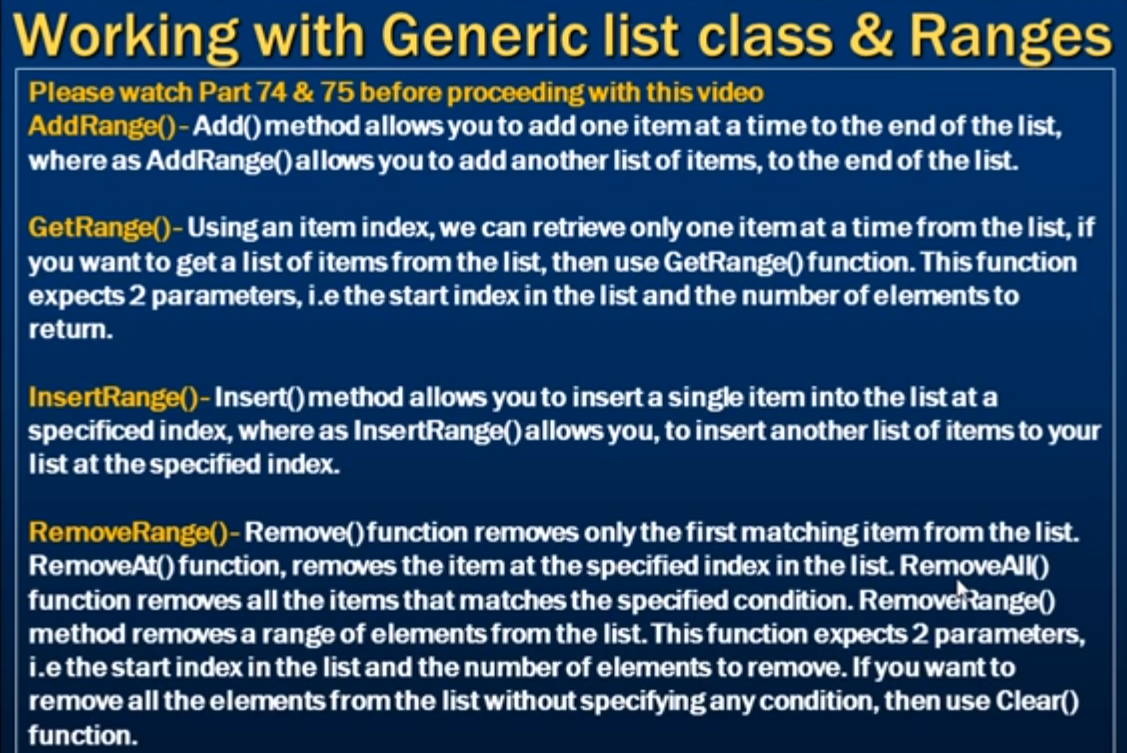 Working with Generic list class & Ranges
Please watch Part 74 & 75 before proceeding with this video
AddRange() - Add() method allows you to add one item at a time to the end of the list,
where as AddRange() allows you to add another list of items, to the end of the list.
GetRange() - Using an item index, we can retrieve only one item at a time from the list, if
you want to get a list of items from the list, then use GetRange() function. This function
expects 2 parameters, i.e the start index in the list and the number of elements to
return.
InsertRange() - Insert() method allows you to insert a single item into the list at a
specificed index, where as InsertRange() allows you, to insert another list of items to your
list at the specified index.
RemoveRange() - Remove() function removes only the first matching item from the list.
RemoveAt() function, removes the item at the specified index in the list. RemoveAll()
function removes all the items that matches the specified condition. RemoveRange()
method removes a range of elements from the list. This function expects 2 parameters,
i.e the start index in the list and the number of elements to remove. If you want to
remove all the elements from the list without specifying any condition, then use Clear()
function.